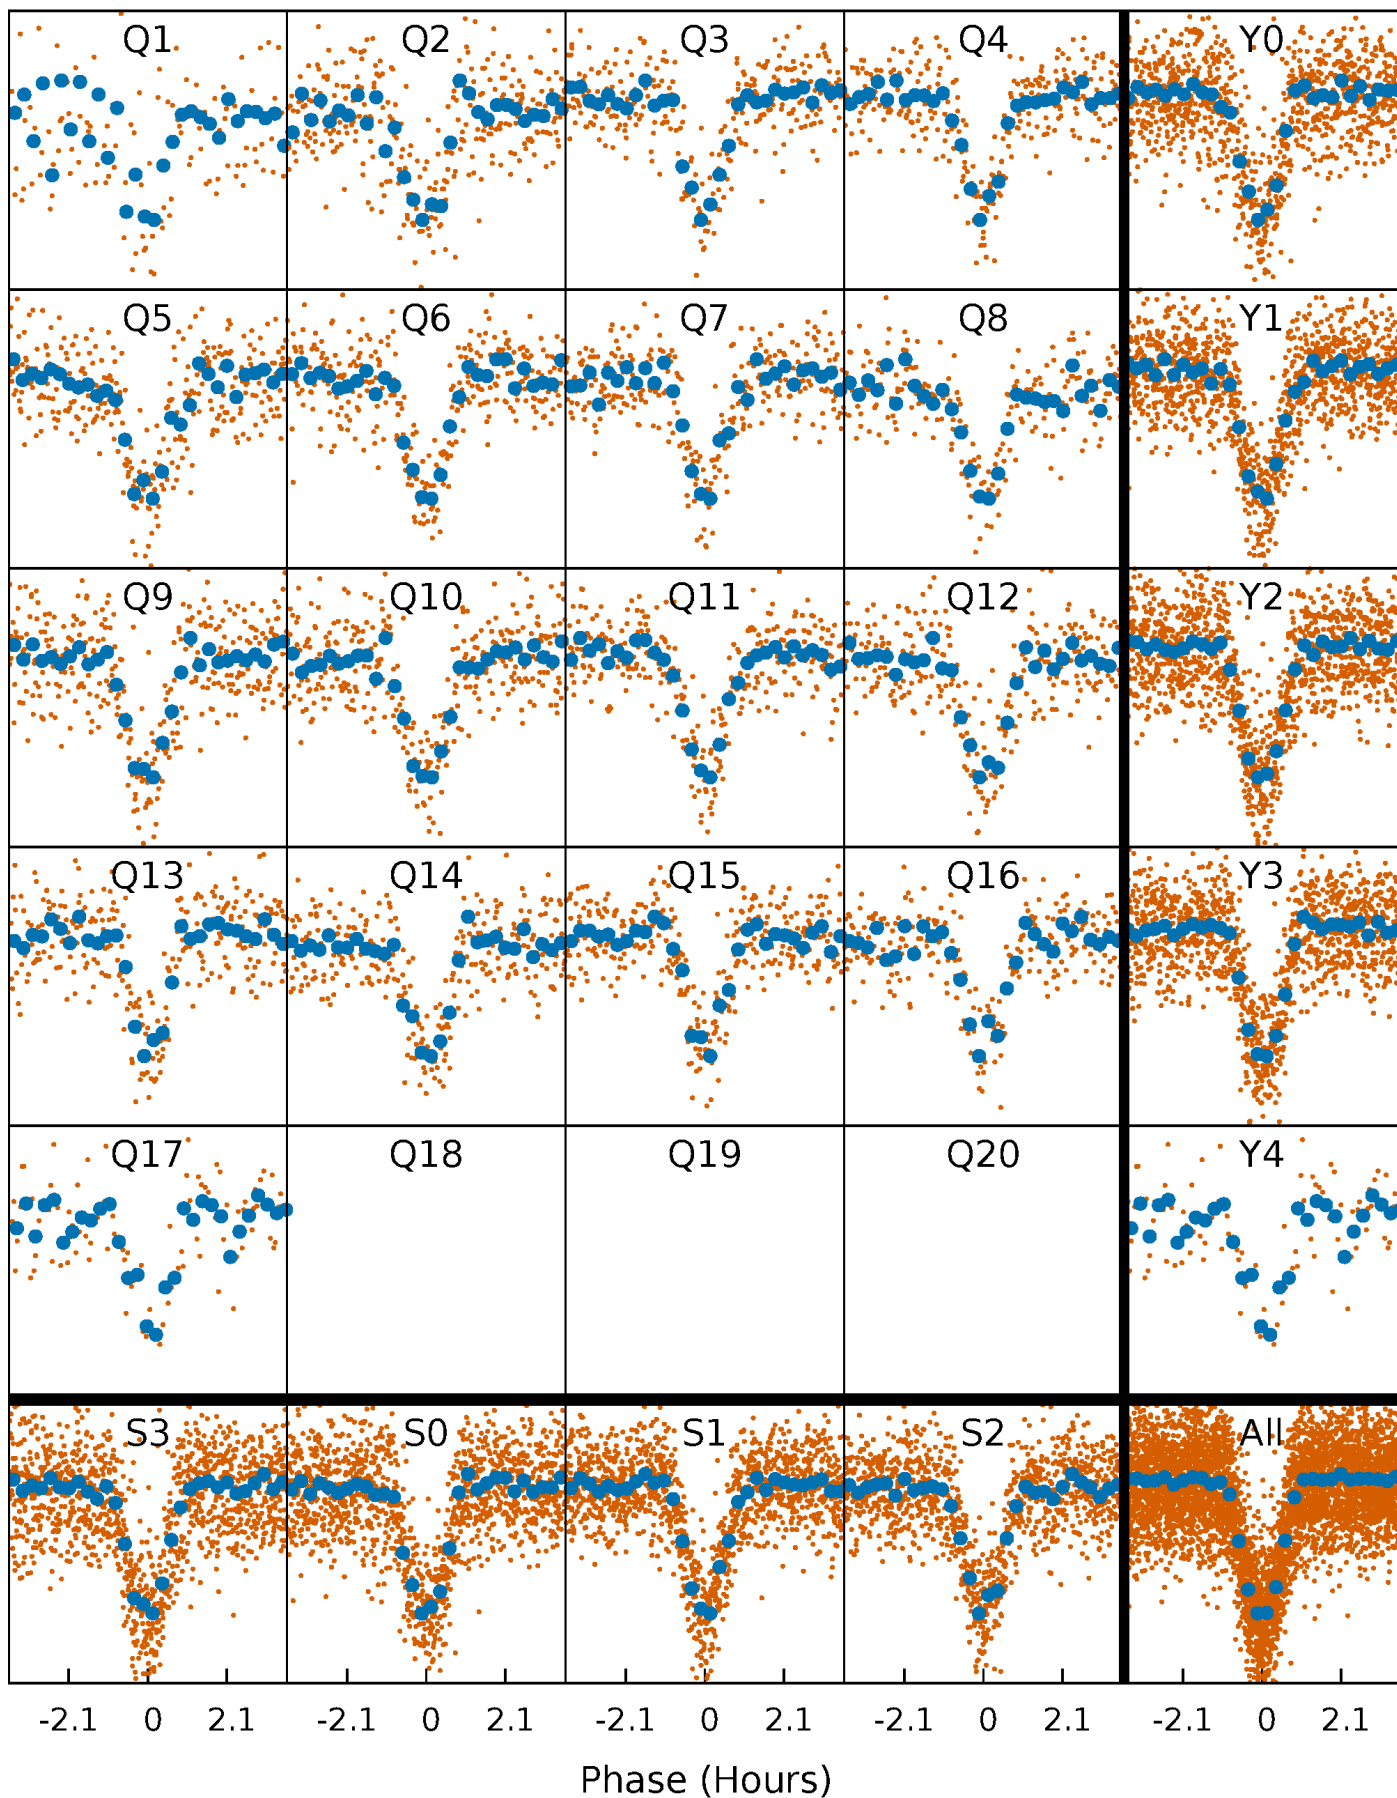 Q1 Q2 Q3 Q4 Y0
Q5 Q6 Q7 Q8 Y1
Q9 Q10 Q11 Q12 Y2
Q13 Q14 Q15 Q16 Y3
Q17 Q18 Q19 Q20 Y4
S3 S0 S1 S2 All
-2.1 0 2.1 -2.1 0 2.1 -2.1 0 2.1 -2.1 0 2.1 -2.1 0 2.1
Phase (Hours)